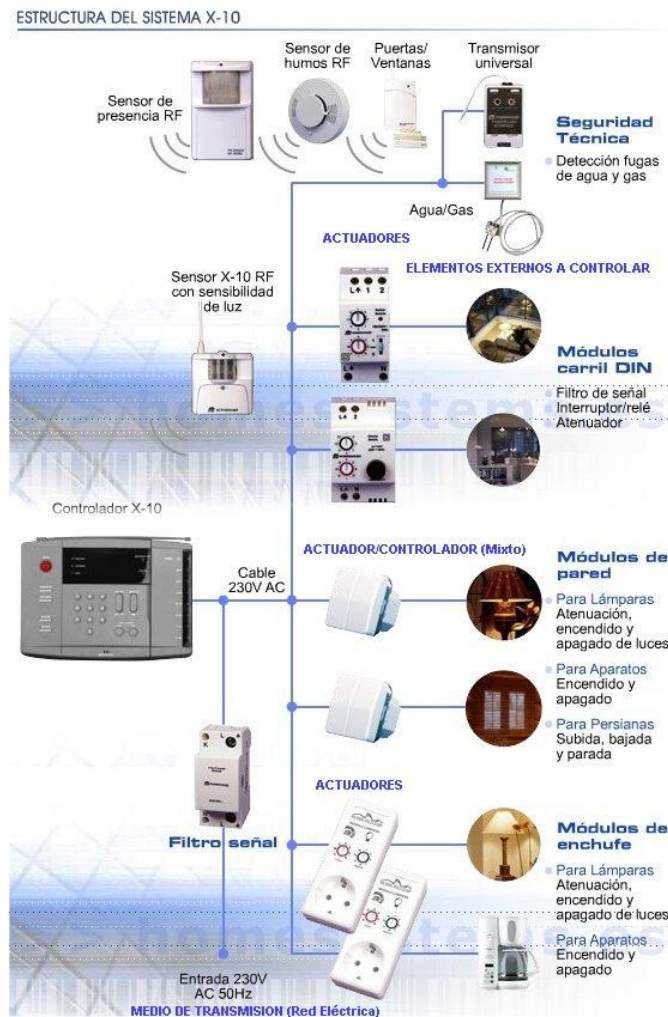 ESTRUCTURA DEL SISTEMA X-10
Sensor de
presencia RF
Sensor de
humos RF
Puertas/
Ventanas
Transmisor
universal
Seguridad
Técnica
Detección fugas
de agua y gas
Agua/Gas
ACTUADORES
ELEMENTOS EXTERNOS A CONTROLAR
Sensor X-10 RF
con sensibilidad
de luz
L 1 2
L N
Módulos
carril DIN
Filtro de señal
Interruptor/relé
Atenuador
Controlador X-10
Cable
230V AC
ACTUADOR/CONTROLADOR (Mixto)
Módulos de
pared
Para Lámparas
Atenuación,
encendido y
apagado de luces
Para Aparatos
Encendido y
apagado
Para Persianas
Subida, bajada
y parada
Filtro señal
ACTUADORES
Módulos de
enchufe
Para Lámparas
Atenuación,
encendido y
apagado de luces
Para Aparatos
Encendido y
apagado
Entrada 230V
AC 50Hz
MEDIO DE TRANSMISION (Red Eléctrica)